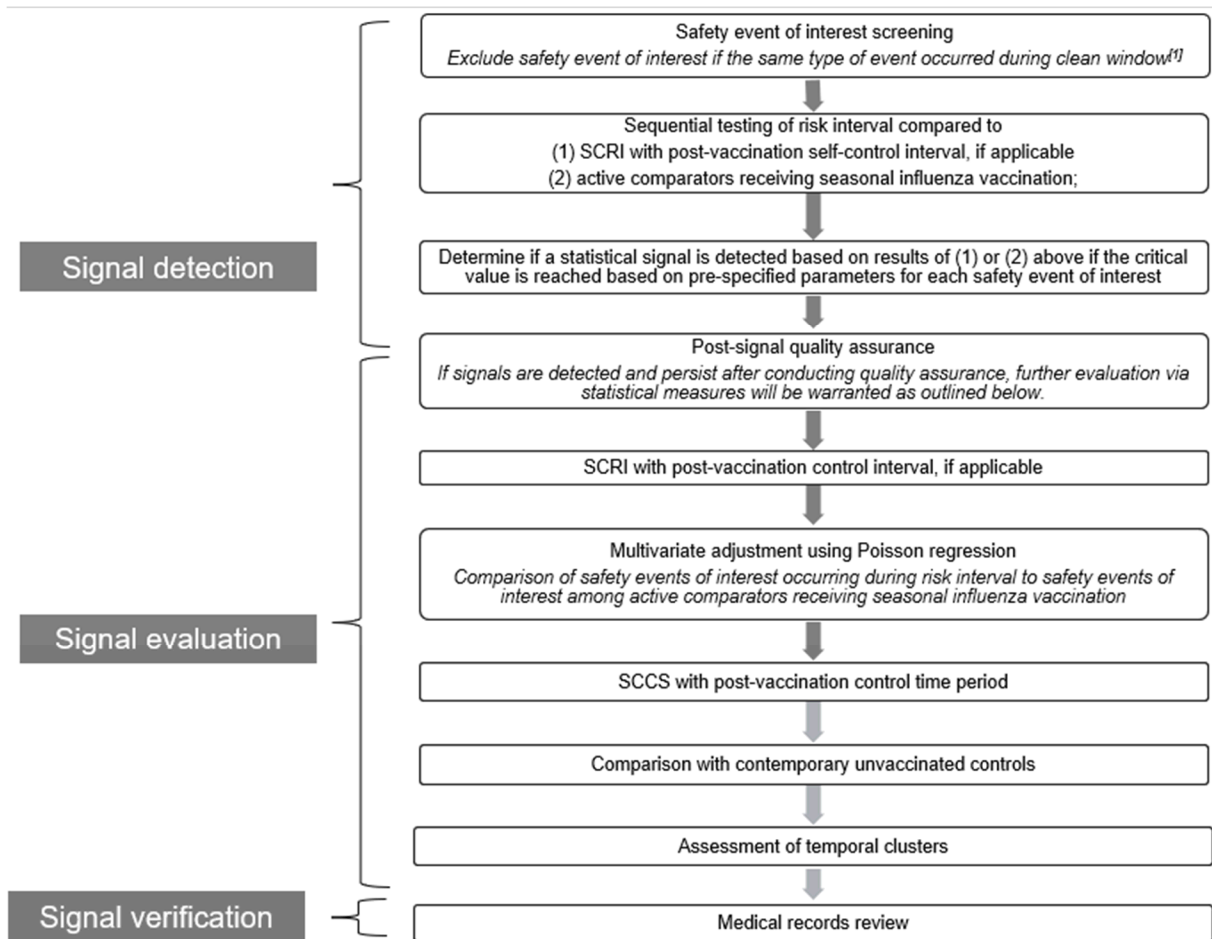 Safety event of interest screening
Exclude safety event of interest if the same type of event occurred during clean window[1]
Sequential testing of risk interval compared to
(1) SCRI with post-vaccination self-control interval, if applicable
(2) active comparators receiving seasonal influenza vaccination;
Signal detection
Determine if a statistical signal is detected based on results of (1) or (2) above if the critical
value is reached based on pre-specified parameters for each safety event of interest
Post-signal quality assurance
If signals are detected and persist after conducting quality assurance, further evaluation via
statistical measures will be warranted as outlined below.
SCRI with post-vaccination control interval, if applicable
Multivariate adjustment using Poisson regression
Comparison of safety events of interest occurring during risk interval to safety events of
interest among active comparators receiving seasonal influenza vaccination
Signal evaluation
SCCS with post-vaccination control time period
Comparison with contemporary unvaccinated controls
Assessment of temporal clusters
Signal verification
Medical records review